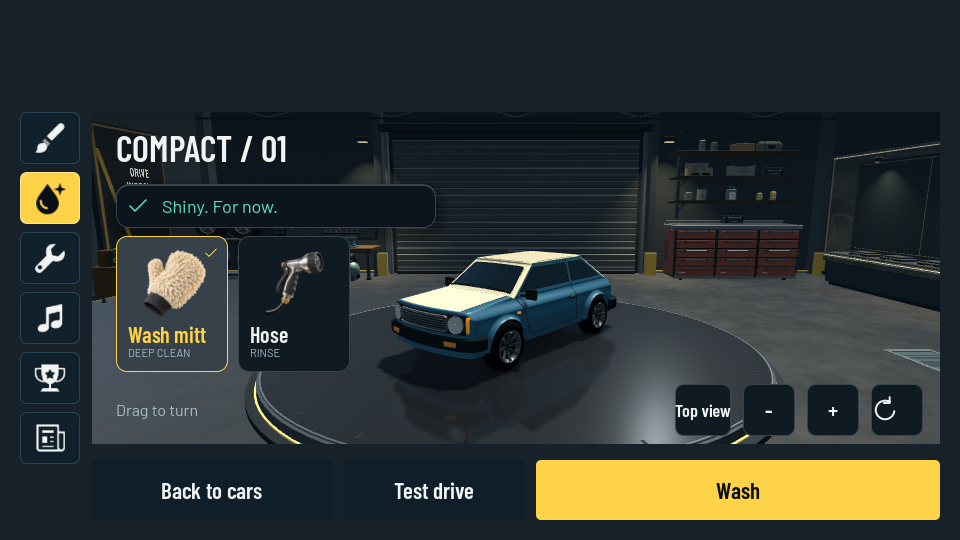 COMPACT / 01
DRIVE
Shiny. For now.
Wash mitt
DEEP CLEAN
Hose
RINSE
Drag to turn
Top view
-
+
Back to cars
Test drive
Wash